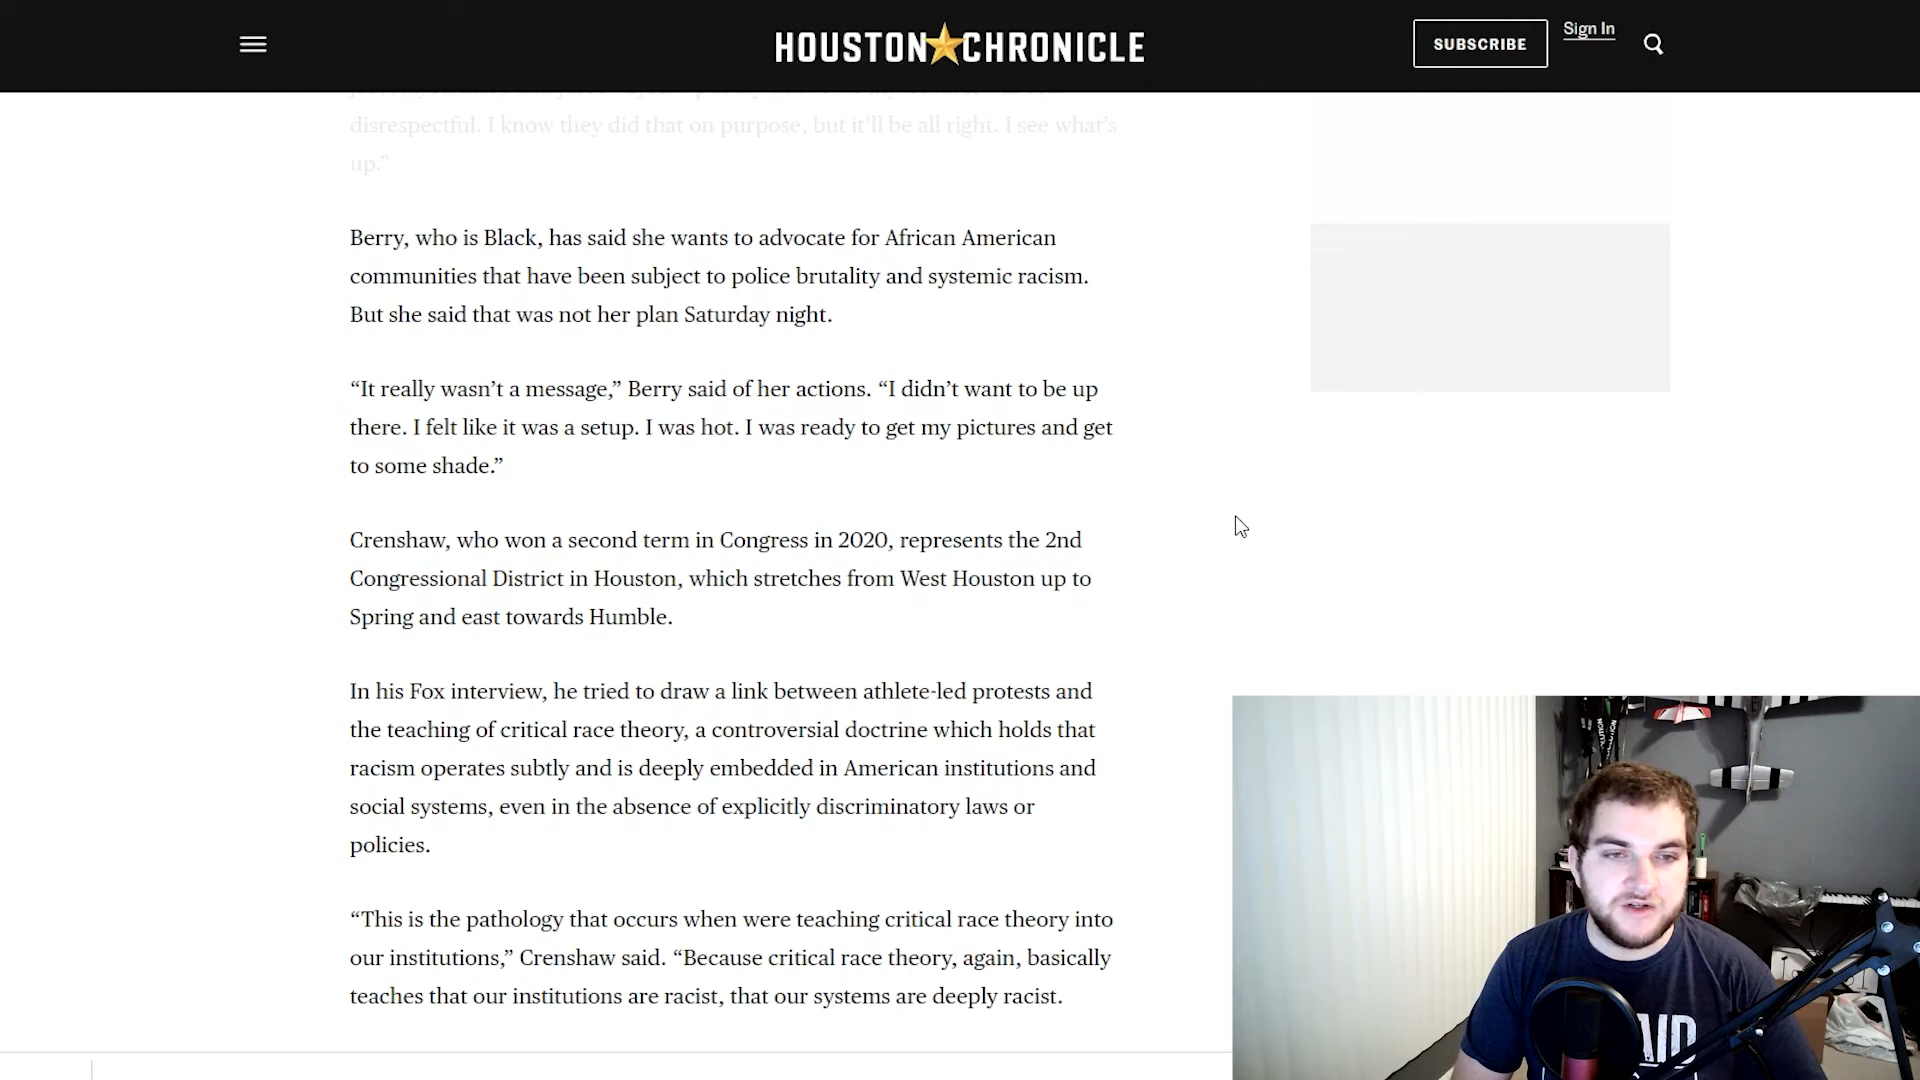 HOUSTON CHRONICLE
SUBSCRIBE
Sign In
disrespectful. I know they did that on purpose, but it’ll be all right. I see what’s
up.”
Berry, who is Black, has said she wants to advocate for African American
communities that have been subject to police brutality and systemic racism.
But she said that was not her plan Saturday night.
“It really wasn’t a message,” Berry said of her actions. “I didn’t want to be up
there. I felt like it was a setup. I was hot. I was ready to get my pictures and get
to some shade.”
Crenshaw, who won a second term in Congress in 2020, represents the 2nd
Congressional District in Houston, which stretches from West Houston up to
Spring and east towards Humble.
In his Fox interview, he tried to draw a link between athlete-led protests and
the teaching of critical race theory, a controversial doctrine which holds that
racism operates subtly and is deeply embedded in American institutions and
social systems, even in the absence of explicitly discriminatory laws or
policies.
“This is the pathology that occurs when were teaching critical race theory into
our institutions,” Crenshaw said. “Because critical race theory, again, basically
teaches that our institutions are racist, that our systems are deeply racist.